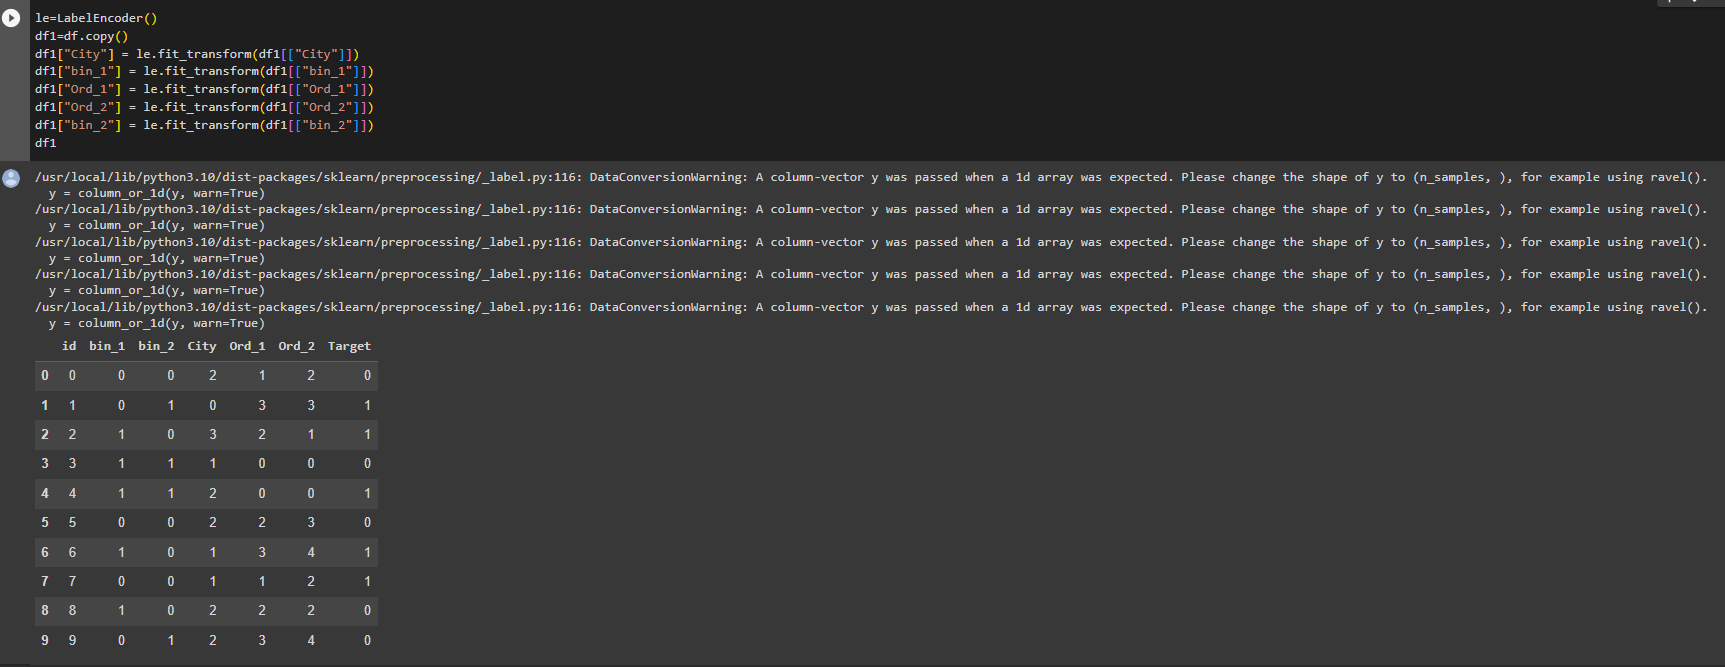 le=LabelEncoder()
df1=df.copy()
df1["City"] = le.fit_transform(df1[["City"]])
df1["bin_1"] = le.fit_transform(df1[["bin_1"]])
df1["Ord_1"] = le.fit_transform(df1[["Ord_1"]])
df1["Ord_2"] = le.fit_transform(df1[["Ord_2"]])
df1["bin_2"] = le.fit_transform(df1[["bin_2"]])
df1
/usr/local/lib/python3.10/dist-packages/sklearn/preprocessing/_label.py:116: DataConversionWarning: A column-vector y was passed when a 1d array was expected. Please change the shape of y to (n_samples, ), for example using ravel().
  y = column_or_1d(y, warn=True)
/usr/local/lib/python3.10/dist-packages/sklearn/preprocessing/_label.py:116: DataConversionWarning: A column-vector y was passed when a 1d array was expected. Please change the shape of y to (n_samples, ), for example using ravel().
  y = column_or_1d(y, warn=True)
/usr/local/lib/python3.10/dist-packages/sklearn/preprocessing/_label.py:116: DataConversionWarning: A column-vector y was passed when a 1d array was expected. Please change the shape of y to (n_samples, ), for example using ravel().
  y = column_or_1d(y, warn=True)
/usr/local/lib/python3.10/dist-packages/sklearn/preprocessing/_label.py:116: DataConversionWarning: A column-vector y was passed when a 1d array was expected. Please change the shape of y to (n_samples, ), for example using ravel().
  y = column_or_1d(y, warn=True)
/usr/local/lib/python3.10/dist-packages/sklearn/preprocessing/_label.py:116: DataConversionWarning: A column-vector y was passed when a 1d array was expected. Please change the shape of y to (n_samples, ), for example using ravel().
  y = column_or_1d(y, warn=True)
id bin_1 bin_2 City Ord_1 Ord_2 Target
0 0 0 0 2 1 2 0
1 1 0 1 0 3 3 1
2 2 1 0 3 2 1 1
3 3 1 1 1 0 0 0
4 4 1 1 2 0 0 1
5 5 0 0 2 2 3 0
6 6 1 0 1 3 4 1
7 7 0 0 1 1 2 1
8 8 1 0 2 2 2 0
9 9 0 1 2 3 4 0